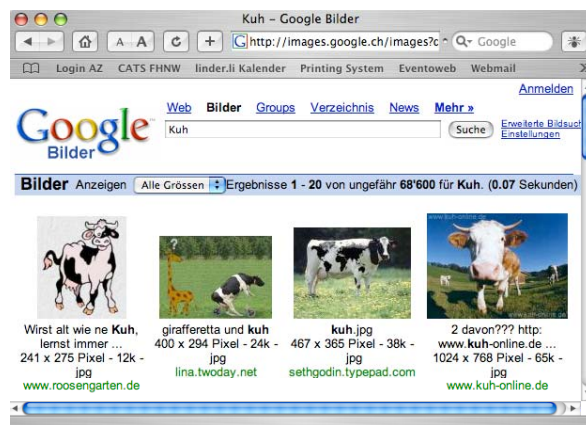 Kuh – Google Bilder
A A
http://images.google.ch/images?c
Google
Login AZ CATS FHNW linder.li Kalender Printing System Eventoweb Webmail
Anmelden
Web Bilder Groups Verzeichnis News Mehr »
Google
Bilder
Kuh
Suche
Erweiterte Bildsuch
Einstellungen
Bilder Anzeigen Alle Grössen Ergebnisse 1 - 20 von ungefähr 68'600 für Kuh. (0.07 Sekunden)
?
www.kuh-online.de
Wirst alt wie ne Kuh,
lernst immer ...
241 x 275 Pixel - 12k -
jpg
www.roosengarten.de
girafferetta und kuh
400 x 294 Pixel - 24k -
jpg
lina.twoday.net
kuh.jpg
467 x 365 Pixel - 38k -
jpg
sethgodin.typepad.com
2 davon??? http:
www.kuh-online.de ...
1024 x 768 Pixel - 65k -
jpg
www.kuh-online.de